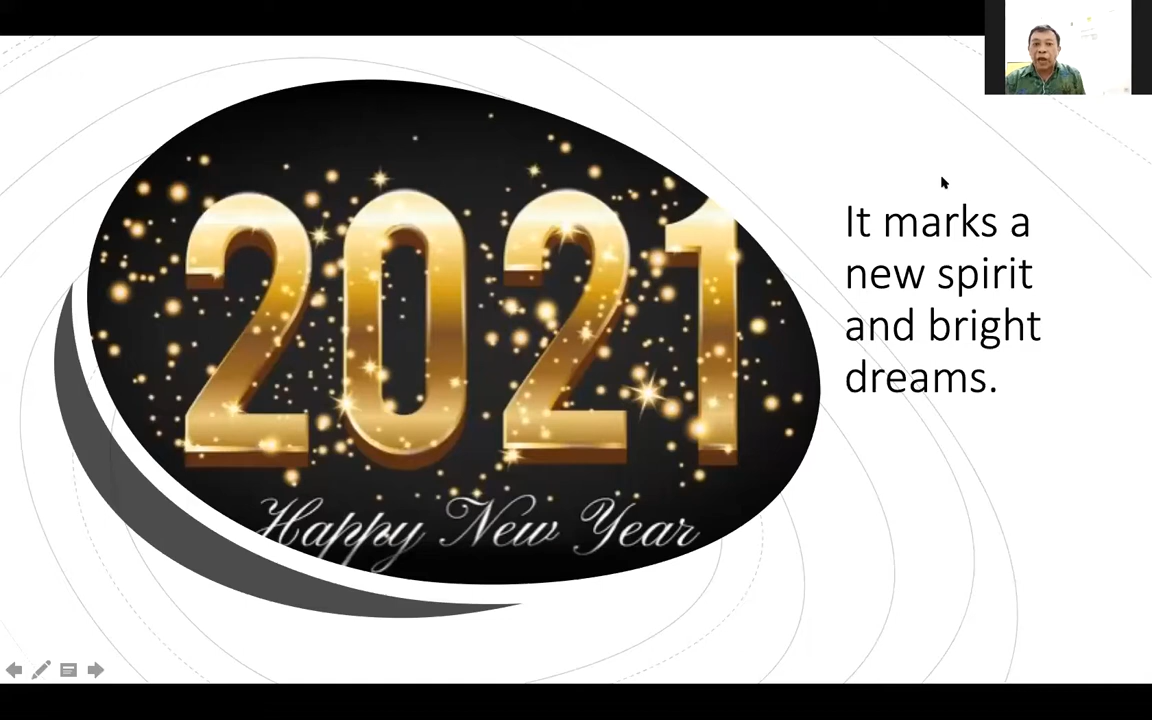 2021
Happy New Year
It marks a
new spirit
and bright
dreams.